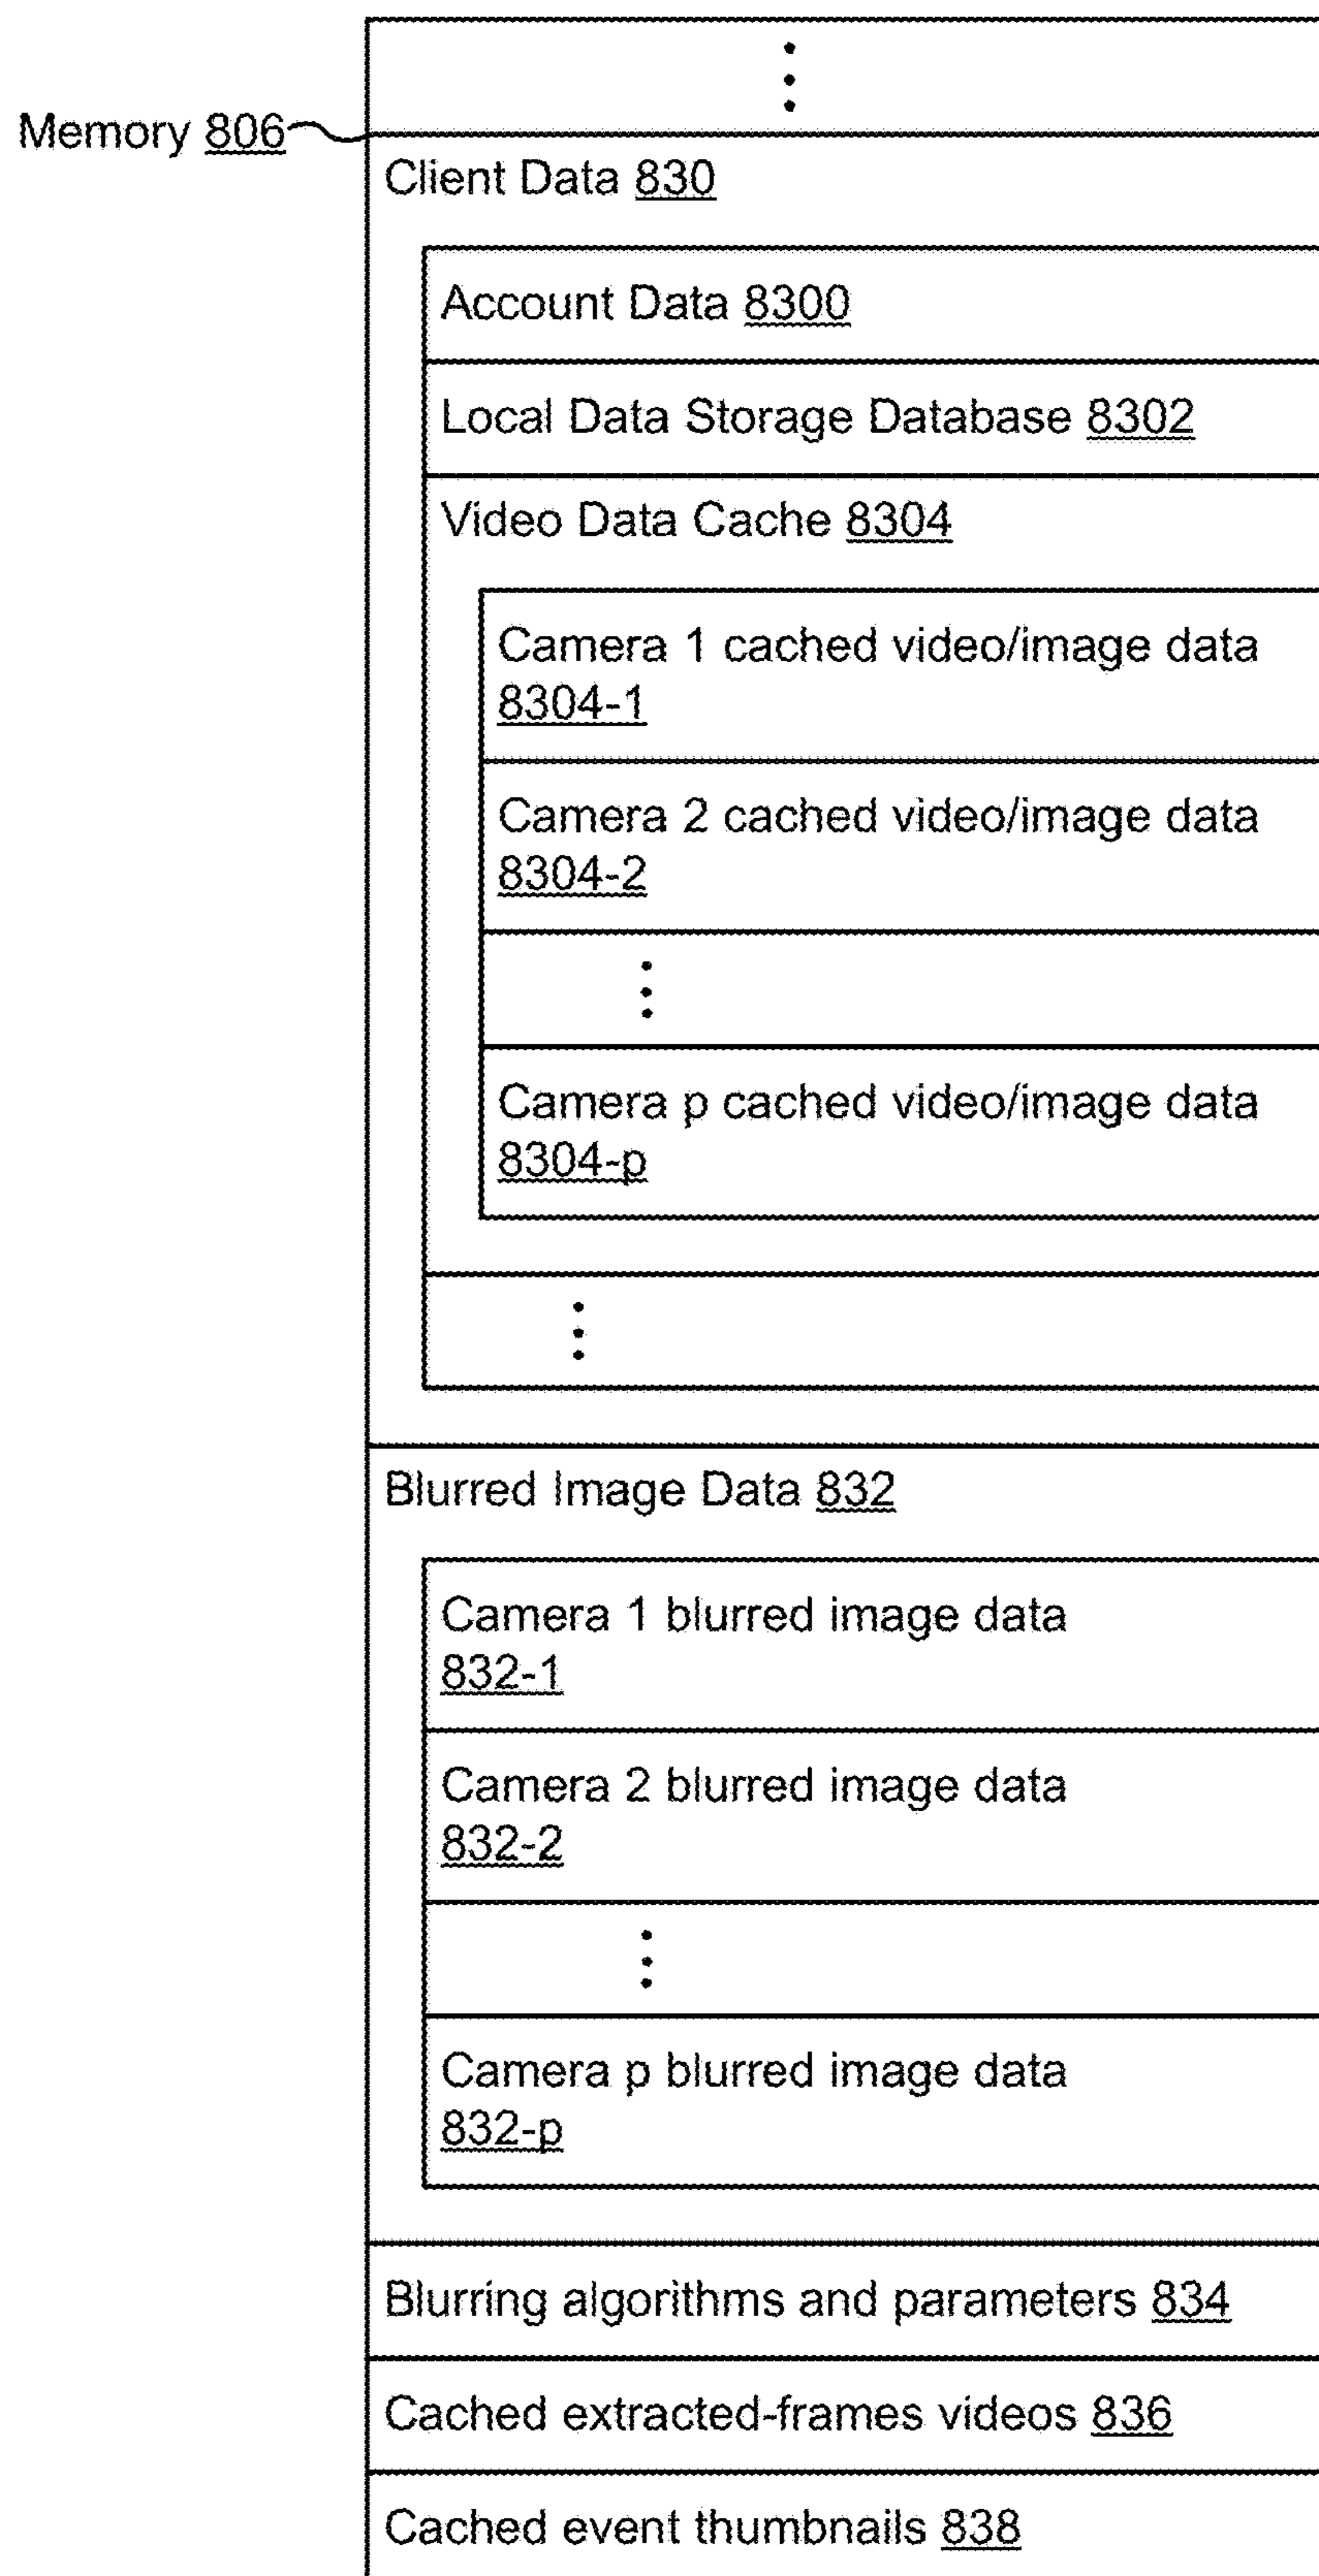 Memory 806
Client Data 830
Account Data 8300
Local Data Storage Database 8302
Video Data Cache 8304
Camera 1 cached video/image data
8304-1
Camera 2 cached video/image data
8304-2
Camera p cached video/image data
8304-p
Blurred Image Data 832
Camera 1 blurred image data
832-1
Camera 2 blurred image data
832-2
Camera p blurred image data
832-p
Blurring algorithms and parameters 834
Cached extracted-frames videos 836
Cached event thumbnails 838